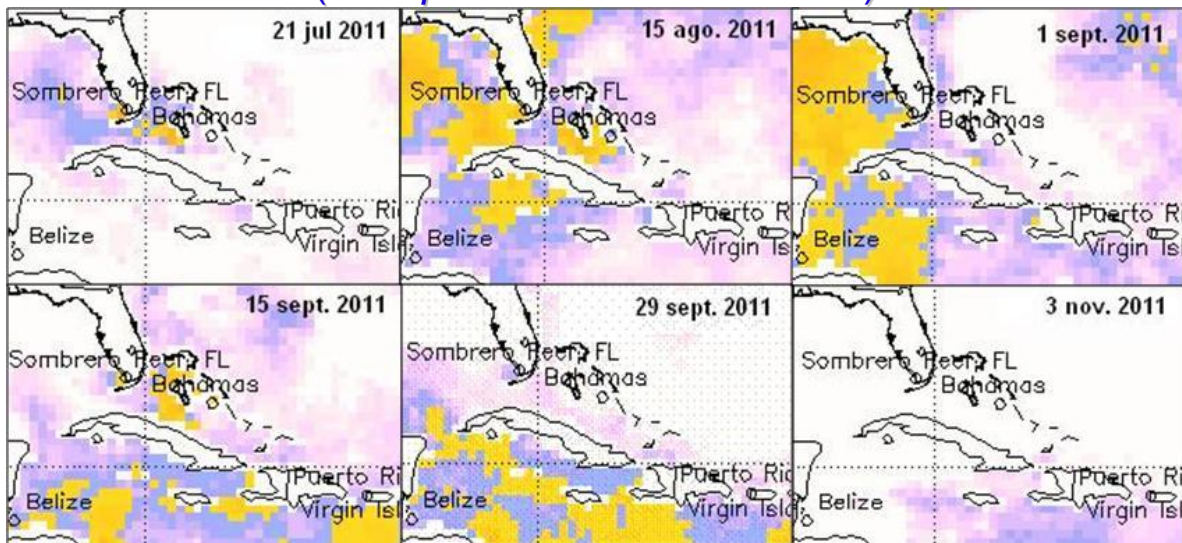 21 jul 2011
Sombrero Reef, FL
Bahamas
Puerto Ri
Belize
Virgin Isl
15 ago. 2011
Sombrero Reef, FL
Bahamas
Puerto Ri
Belize
Virgin Isl
1 sept. 2011
Sombrero Reef, FL
Bahamas
Puerto Ri
Belize
Virgin Isl
15 sept. 2011
Sombrero Reef, FL
Bahamas
Puerto Ri
Belize
Virgin Isl
29 sept. 2011
Sombrero Reef, FL
Bahamas
Puerto Ri
Belize
Virgin Isl
3 nov. 2011
Sombrero Reef, FL
Bahamas
Puerto Ri
Belize
Virgin Isl